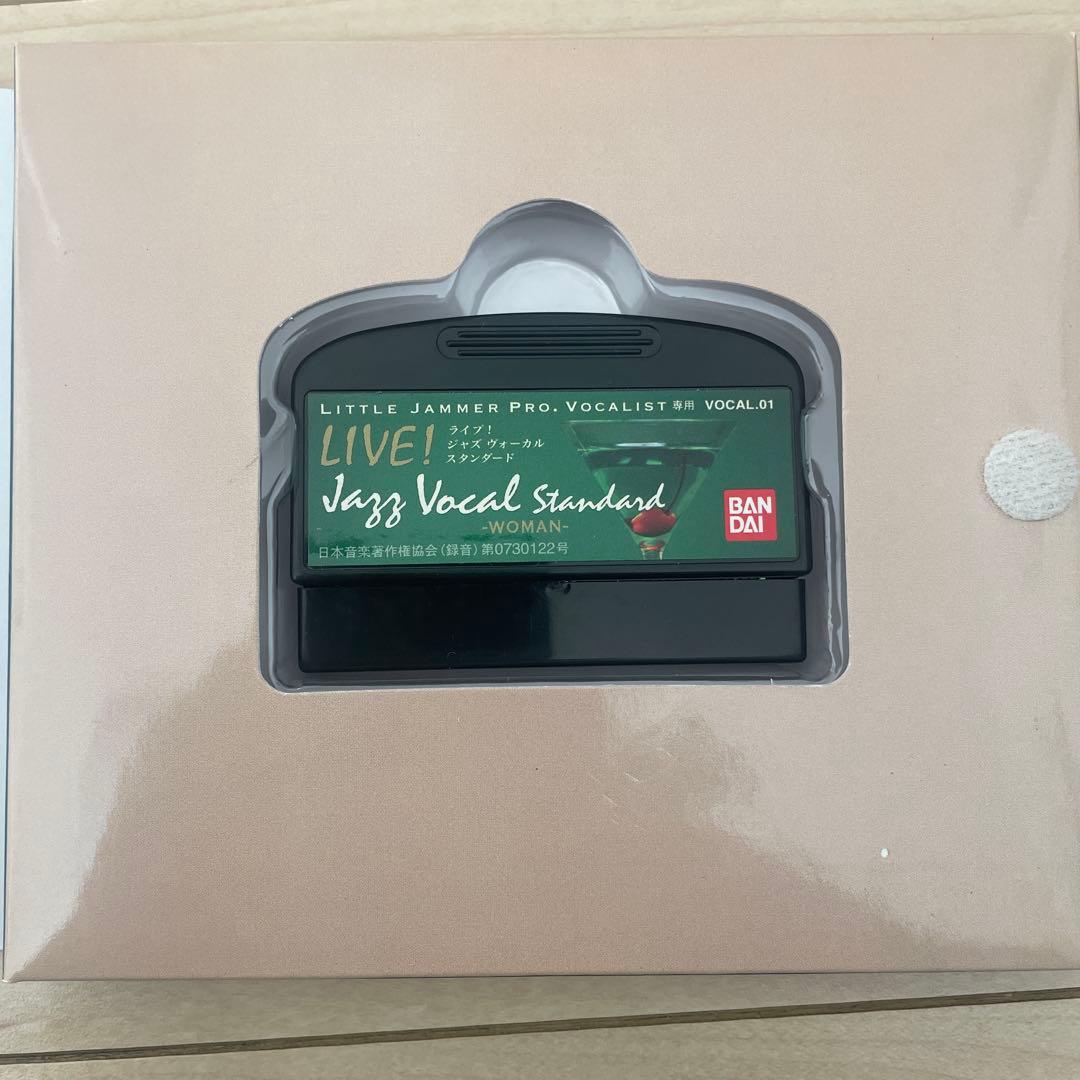 LITTLE JAMMER PRO. VOCALIST 専用 VOCAL.01
LIVE!
ライブ!
ジャズ ヴォーカル
スタンダード
Jazz Vocal Standard
-WOMAN-
BAN
DAI
日本音楽著作権協会(録音)第0730122号